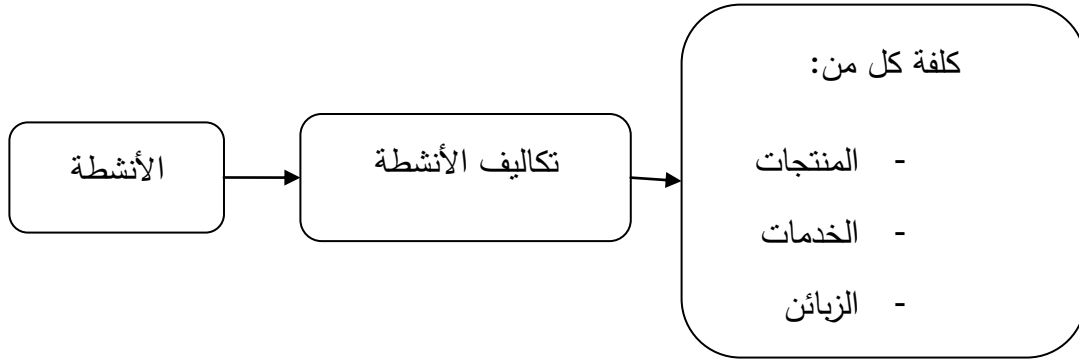 الأنشطة
تكاليف الأنشطة
كلفة كل من:
- المنتجات
- الخدمات
- الزبائن